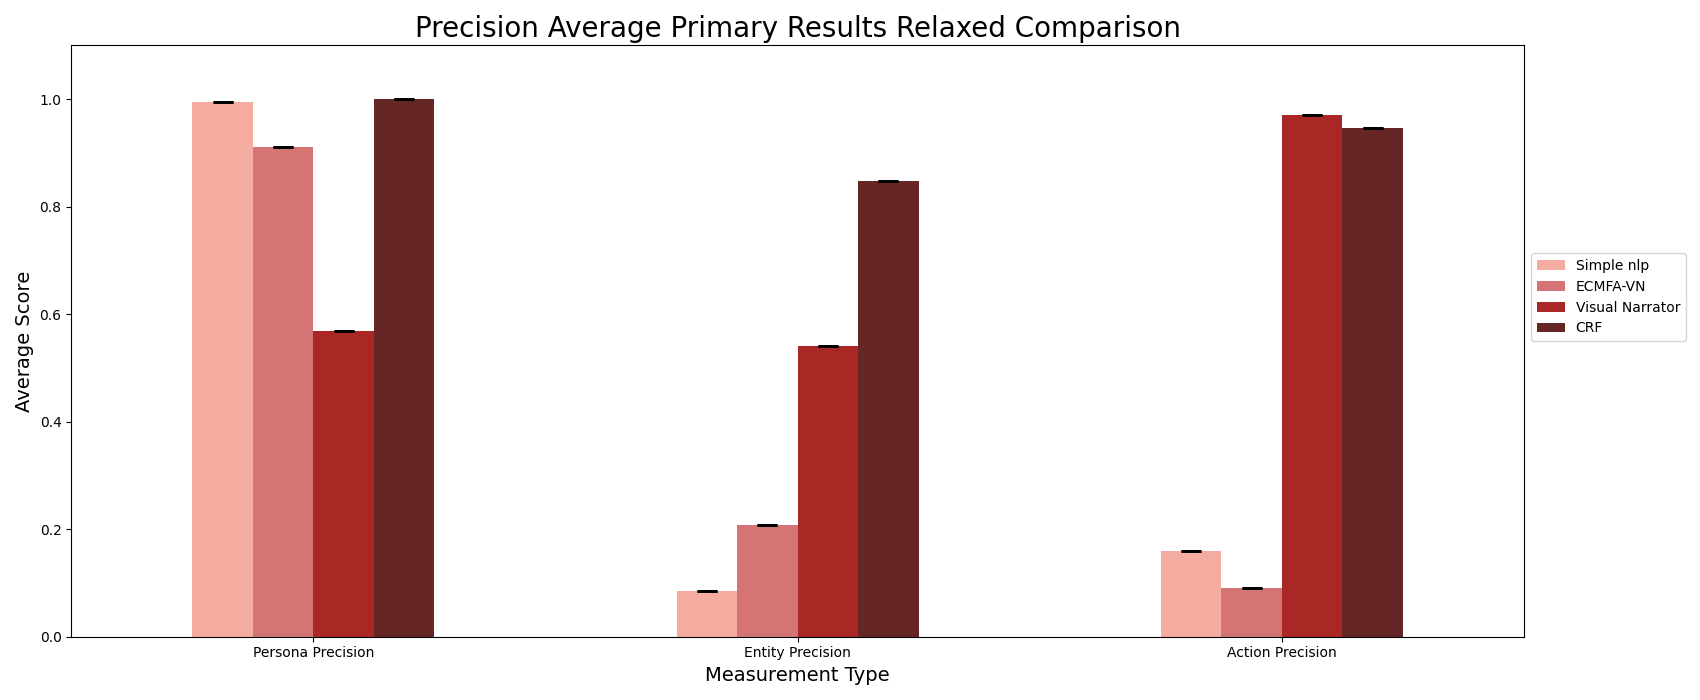 Precision Average Primary Results Relaxed Comparison
Average Score
1.0
0.8
0.6
0.4
0.2
0.0
Persona Precision
Entity Precision
Action Precision
Measurement Type
Simple nlp
ECMFA-VN
Visual Narrator
CRF